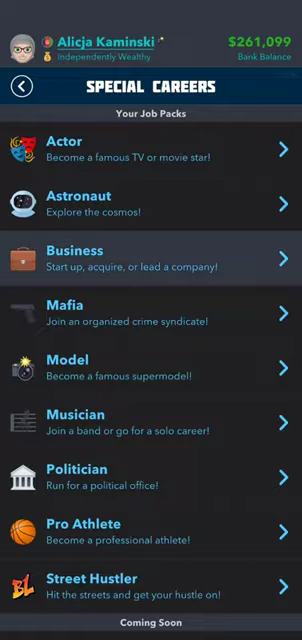 Alicja Kaminski
$261,099
Independently Wealthy
Bank Balance
SPECIAL CAREERS
Your Job Packs
Actor
Become a famous TV or movie star!
Astronaut
Explore the cosmos!
Business
Start up, acquire, or lead a company!
Mafia
Join an organized crime syndicate!
Model
Become a famous supermodel!
Musician
Join a band or go for a solo career!
Politician
Run for a political office!
Pro Athlete
Become a professional athlete!
BL
Street Hustler
Hit the streets and get your hustle on!
Coming Soon